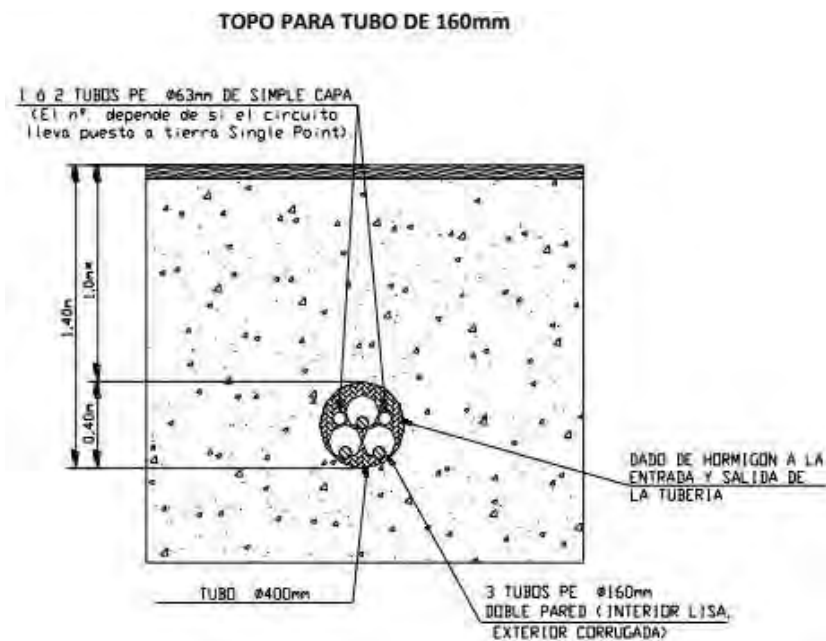 TOPO PARA TUBO DE 160mm
1 ó 2 TUBOS PE Ø63mm DE SIMPLE CAPA
(El nº. depende de si el circuito
lleva puesta a tierra Single Point).
1,40m
1,0m*
0,40m
DADO DE HORMIGON A LA
ENTRADA Y SALIDA DE
LA TUBERIA
TUBO Ø400mm
3 TUBOS PE Ø160mm
DOBLE PARED (INTERIOR LISA,
EXTERIOR CORRUGADA)